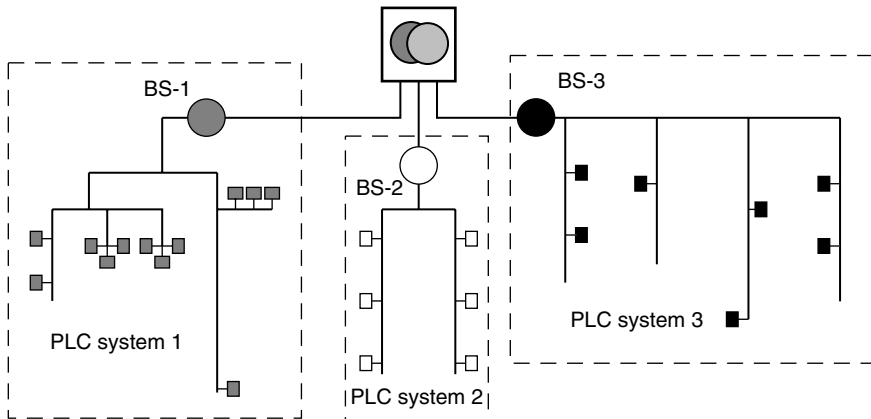 BS-1
BS-3
BS-2
PLC system 1
PLC system 3
PLC system 2